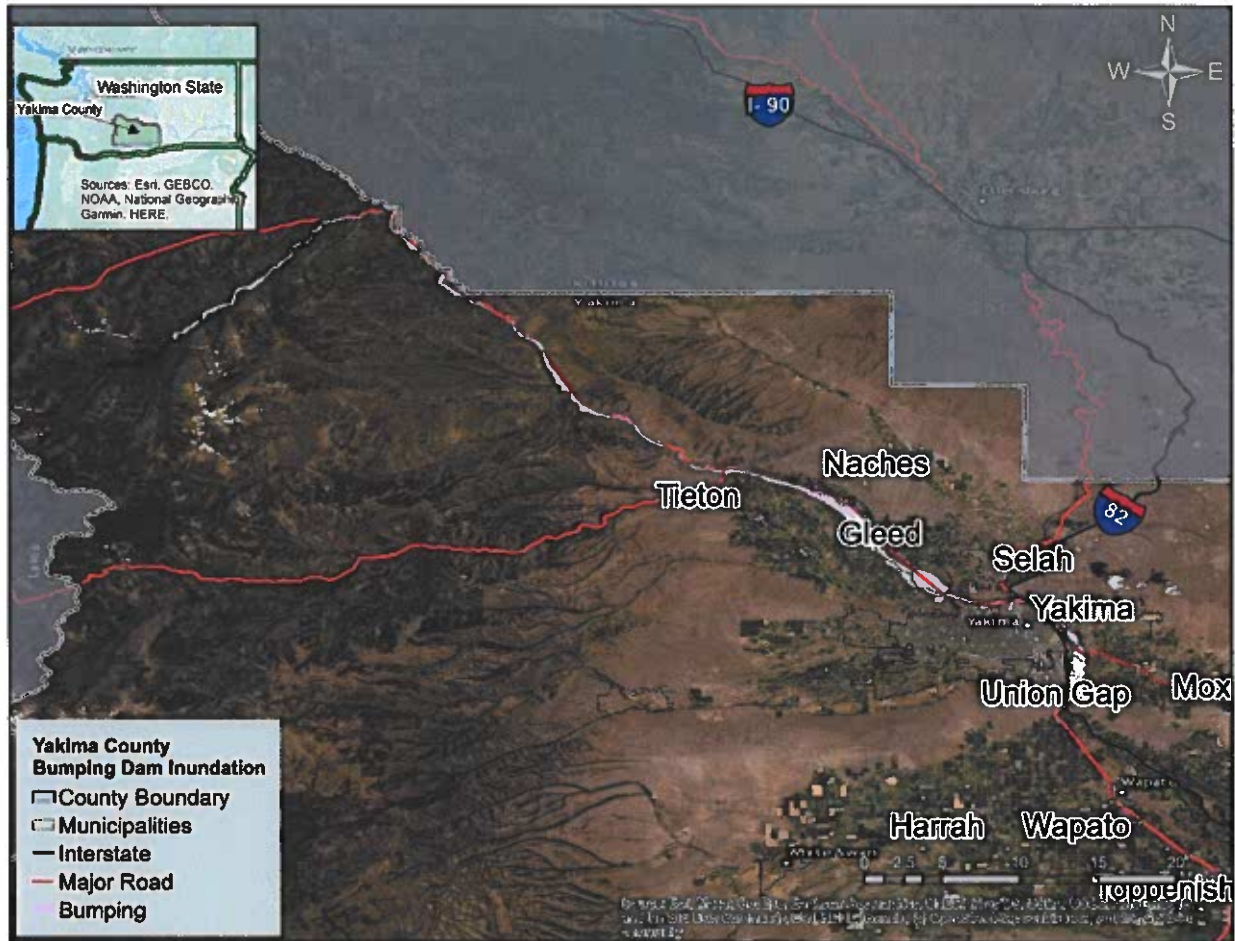 Washington State
Yakima County
Sources: Esri, GEBCO,
NOAA, National Geographic,
Garmin, HERE,
N
W E
S
I-90
Yakima
Naches
Tieton
Gleed
82
Selah
Yakima
Yakima
Union Gap
Mox
Wapato
Harrah
Wapato
0 2.5 5 10 15 20
Toppenish
Yakima County
Bumping Dam Inundation
County Boundary
Municipalities
Interstate
Major Road
Bumping